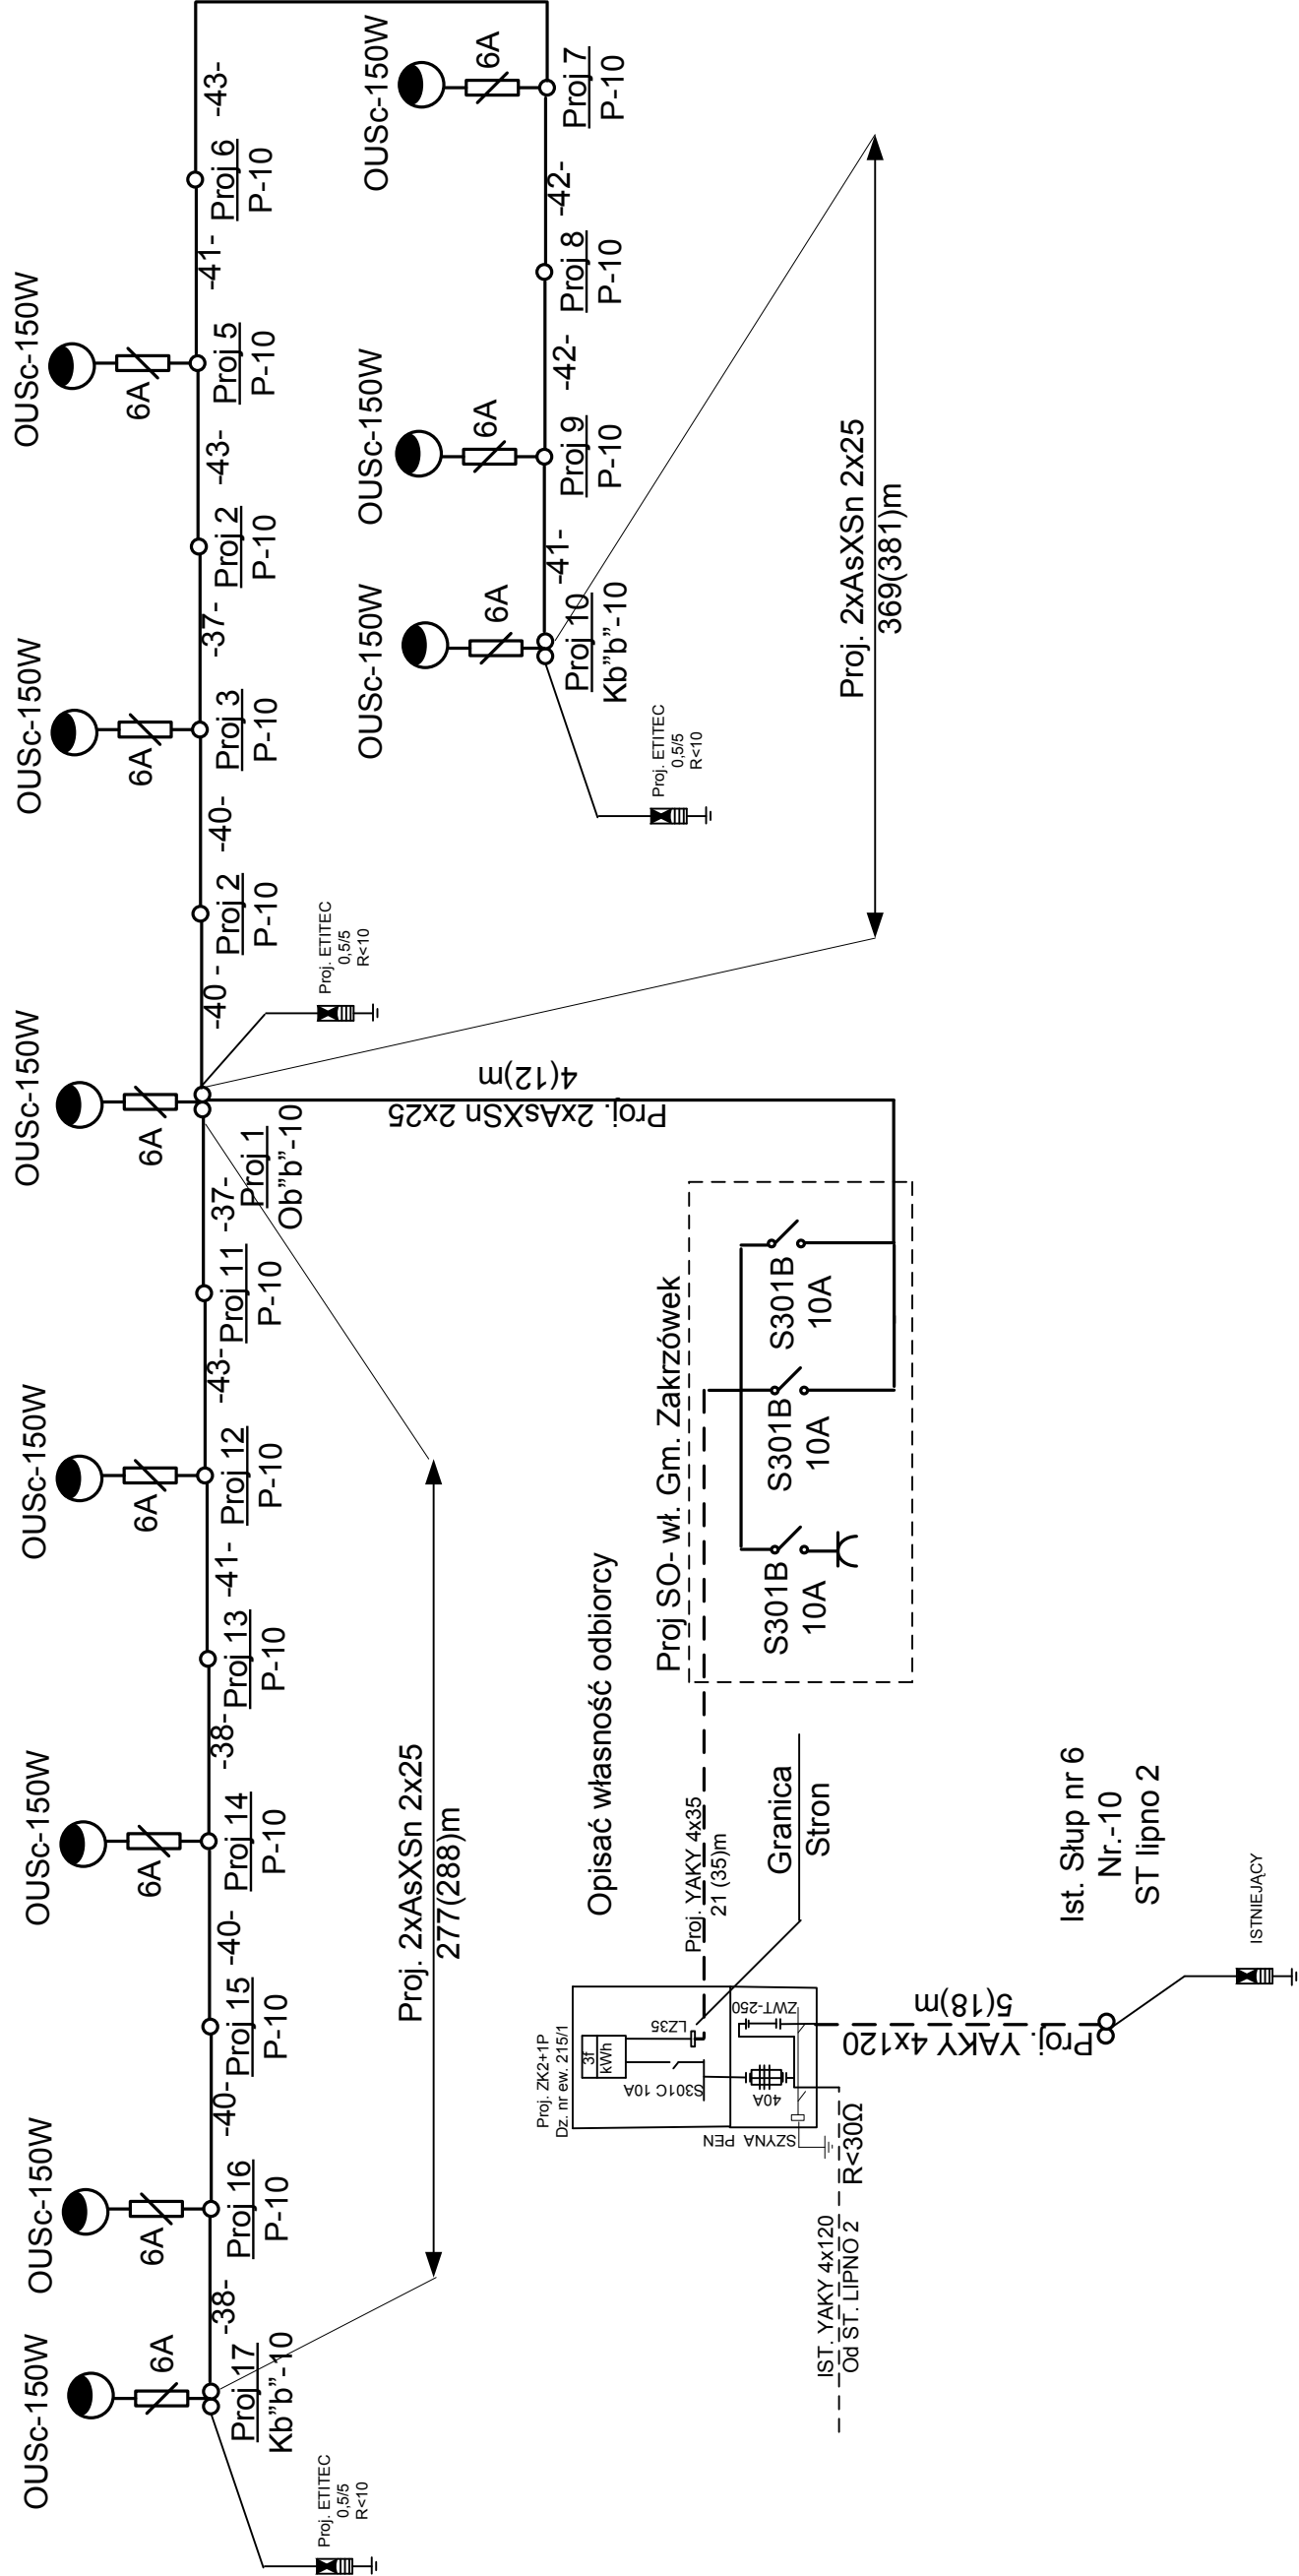 OUSc-150W
6A
Proj 17
Kb"b"-10
-38-
Proj. ETITEC
0,5/5
R<10
OUSc-150W
6A
Proj 16
P-10
-40-
Proj 15
P-10
-40-
OUSc-150W
6A
Proj 14
P-10
-38-
Proj 13
P-10
-41-
OUSc-150W
6A
Proj 12
P-10
-43-
Proj 11
P-10
-37-
OUSc-150W
6A
Proj 1
Ob"b"-10
Proj. ETITEC
0,5/5
R<10
-40 -
Proj 2
P-10
-40-
OUSc-150W
6A
Proj 3
P-10
-37-
Proj 2
P-10
-43-
OUSc-150W
6A
Proj 5
P-10
-41-
Proj 6
P-10
-43-
OUSc-150W
6A
Proj 10
Kb"b"-10
Proj. ETITEC
0,5/5
R<10
-41-
OUSc-150W
6A
Proj 9
P-10
-42-
Proj 8
P-10
-42-
OUSc-150W
6A
Proj 7
P-10
Proj. 2xAsXSn 2x25
277(288)m
Proj. 2xAsXSn 2x25
4(12)m
Proj. 2xAsXSn 2x25
369(381)m
Opisać własność odbiorcy
Proj SO- wł. Gm. Zakrzówek
S301B
10A
S301B
10A
S301B
10A
Proj. YAKY 4x35
21 (35)m
Granica
Stron
Proj. ZK2+1P
Dz. nr ew. 215/1
3f
kWh
LZ35
S301C 10A
ZWT-250
40A
SZYNA PEN
R<30Ω
IST. YAKY 4x120
Od ST. LIPNO 2
Proj. YAKY 4x120
5(18)m
Ist. Słup nr 6
Nr.-10
ST lipno 2
ISTNIEJĄCY